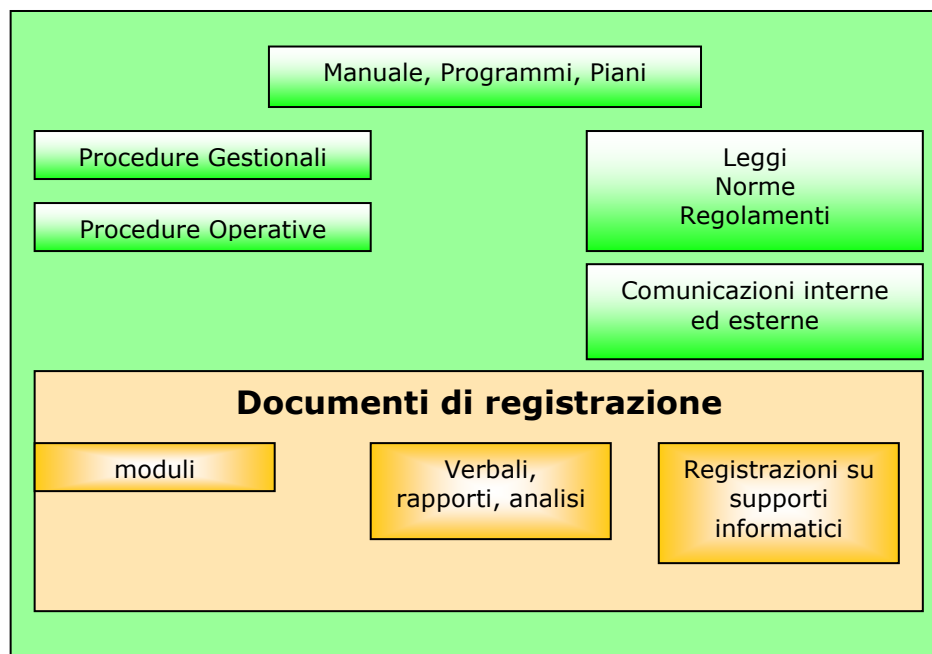 Manuale, Programmi, Piani
Procedure Gestionali
Procedure Operative
Leggi
Norme
Regolamenti
Comunicazioni interne
ed esterne
Documenti di registrazione
moduli
Verbali,
rapporti, analisi
Registrazioni su
supporti
informatici